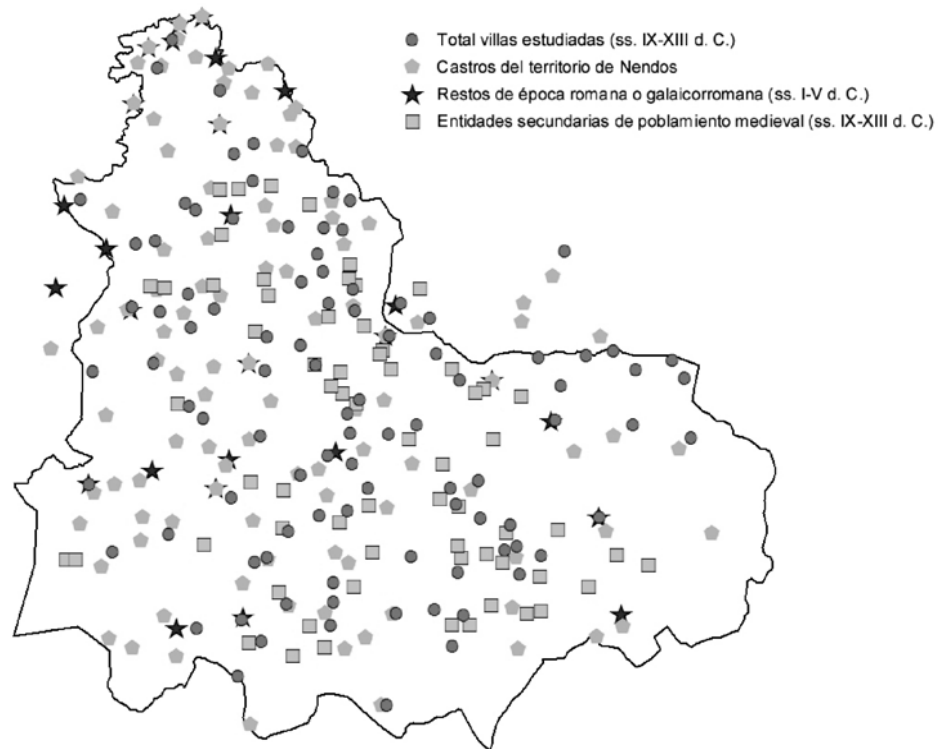 Total villas estudiadas (ss. IX-XIII d. C.)
Castros del territorio de Nendos
Restos de época romana o galaicorromana (ss. I-V d. C.)
Entidades secundarias de poblamiento medieval (ss. IX-XIII d. C.)